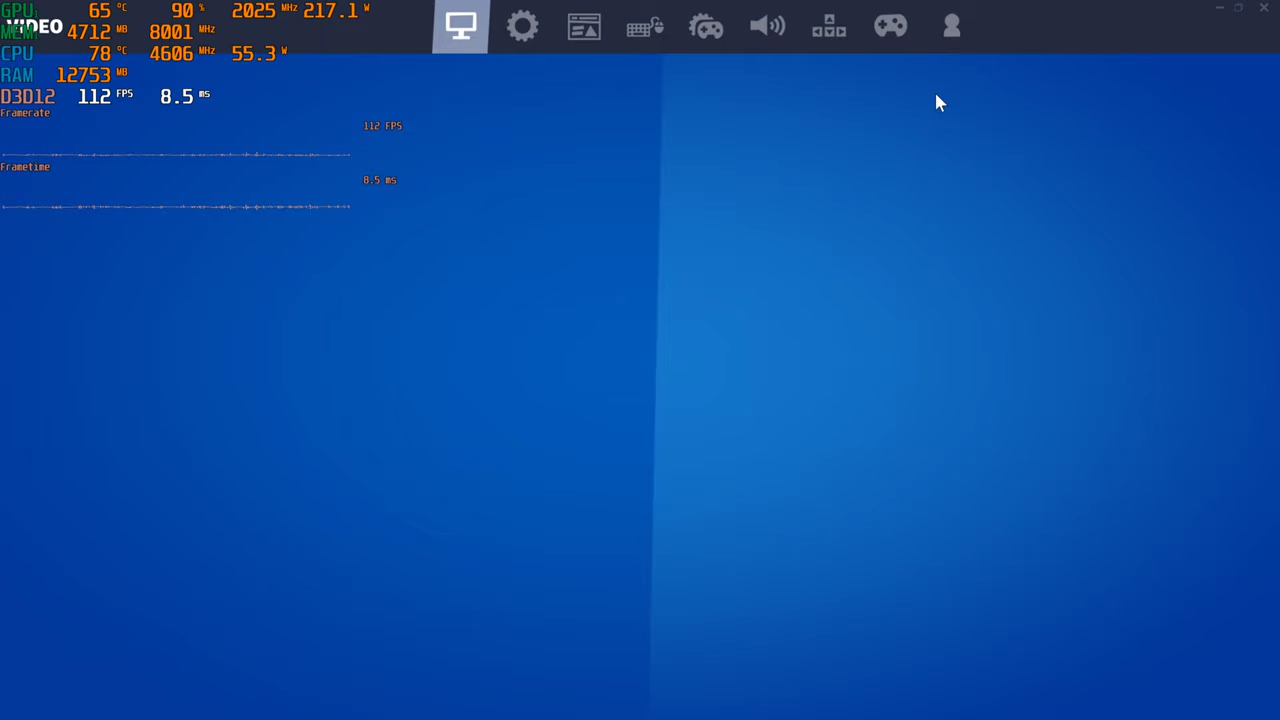 GPU 65 °C 90 % 2025 MHz 217.1 W
VIDEO
MEM 4712 MB 8001 MHz
CPU 78 °C 4606 MHz 55.3 W
RAM 12753 MB
D3D12 112 FPS 8.5 ms
Framerate
112 FPS
Frametime
8.5 ms